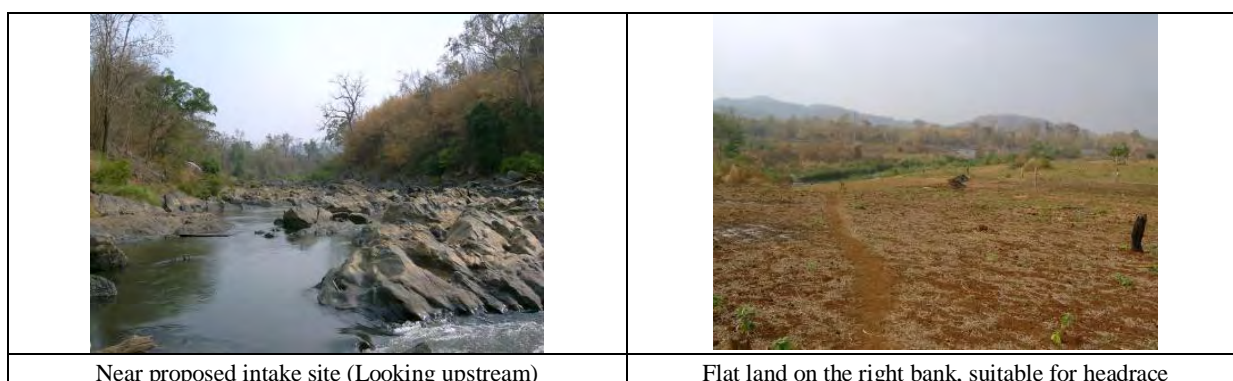 Near proposed intake site (Looking upstream)
Flat land on the right bank, suitable for headrace